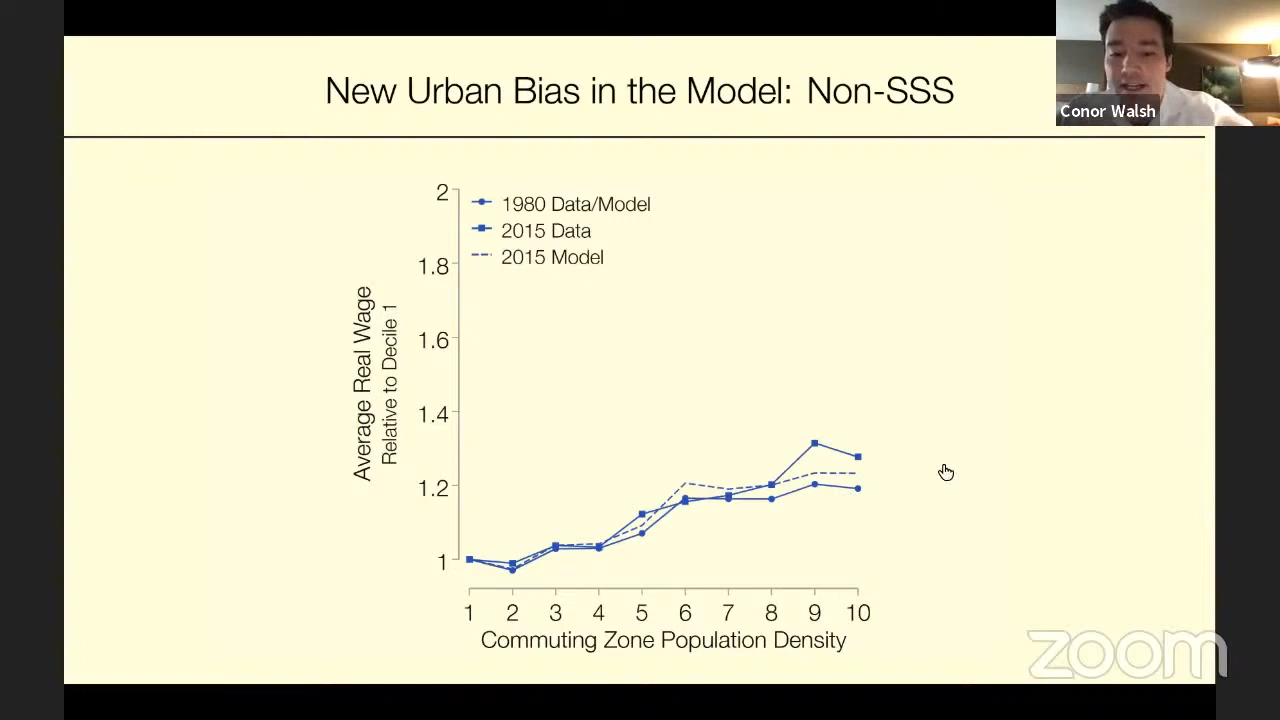 New Urban Bias in the Model: Non-SSS
Conor Walsh
2
1.8
1.6
1.4
1.2
1
Average Real Wage
Relative to Decile 1
1980 Data/Model
2015 Data
2015 Model
1 2 3 4 5 6 7 8 9 10
Commuting Zone Population Density
zoom